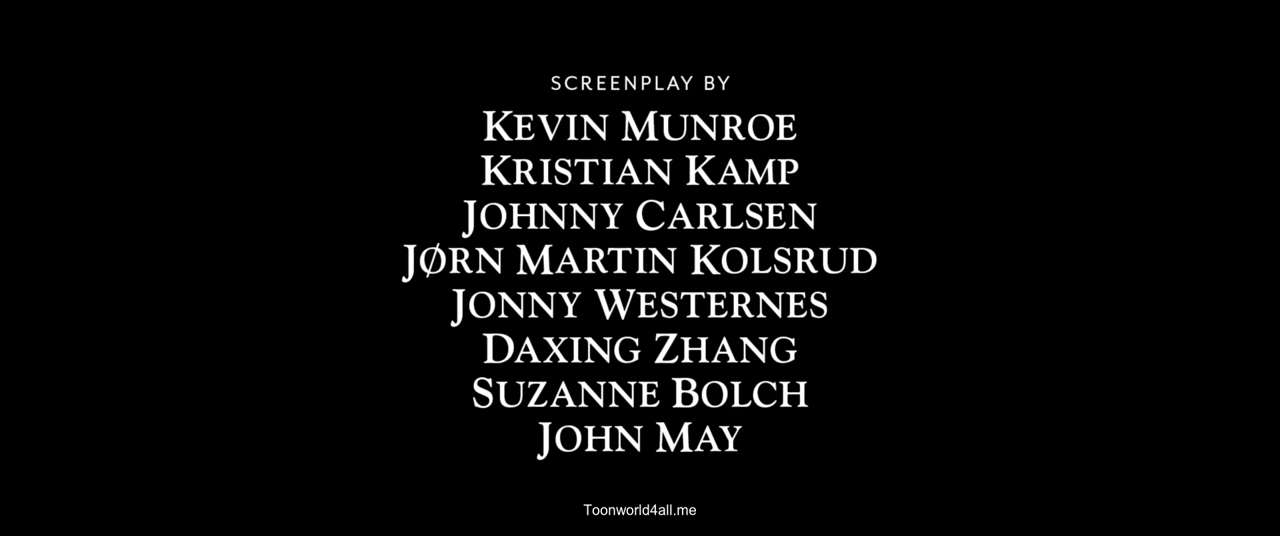 SCREENPLAY BY
KEVIN MUNROE
KRISTIAN KAMP
JOHNNY CARLSEN
JØRN MARTIN KOLSRUD
JONNY WESTERNES
DAXING ZHANG
SUZANNE BOLCH
JOHN MAY
Toonworld4all.me